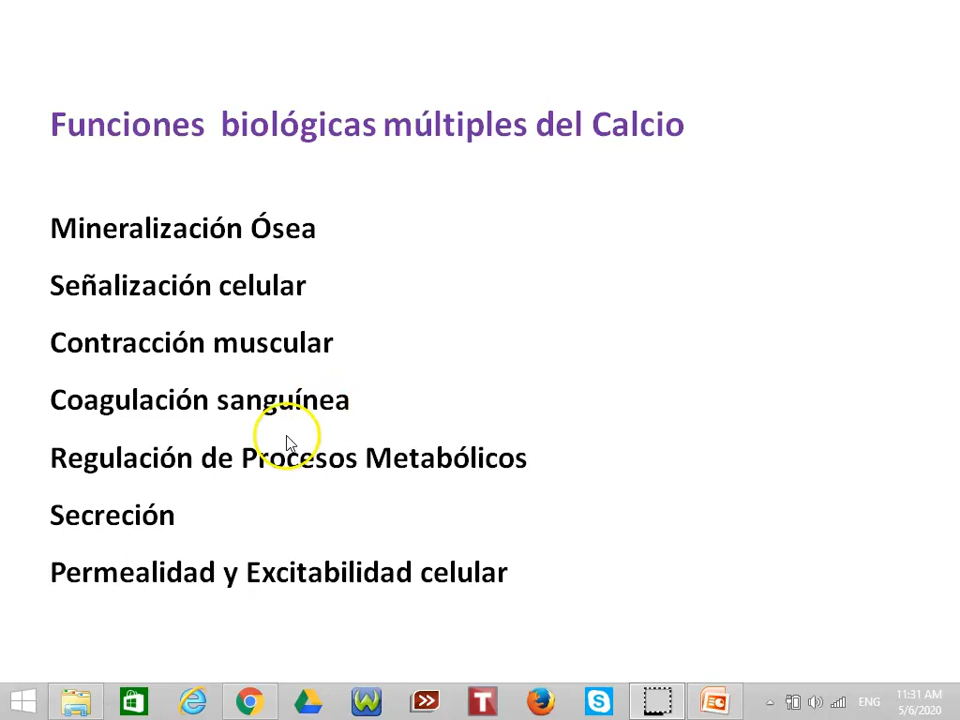 Funciones biológicas múltiples del Calcio
Mineralización Ósea
Señalización celular
Contracción muscular
Coagulación sanguínea
Regulación de Procesos Metabólicos
Secreción
Permealidad y Excitabilidad celular
ENG
11:31 AM
5/6/2020